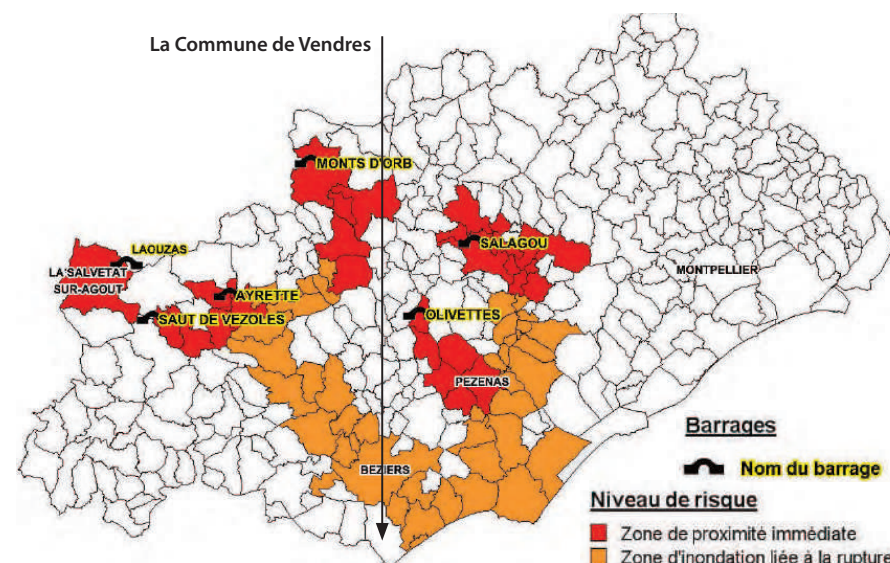 La Commune de Vendres
MONTS D'ORB
LAOUZAS
SALAGOU
LA SALVETAT
SUR-AGOUT
MONTPELLIER
AYRETTE
SAUT DE VEZOLES
OLIVETTES
PEZENAS
BEZIERS
Barrages
Nom du barrage
Niveau de risque
Zone de proximité immédiate
Zone d'inondation liée à la rupture